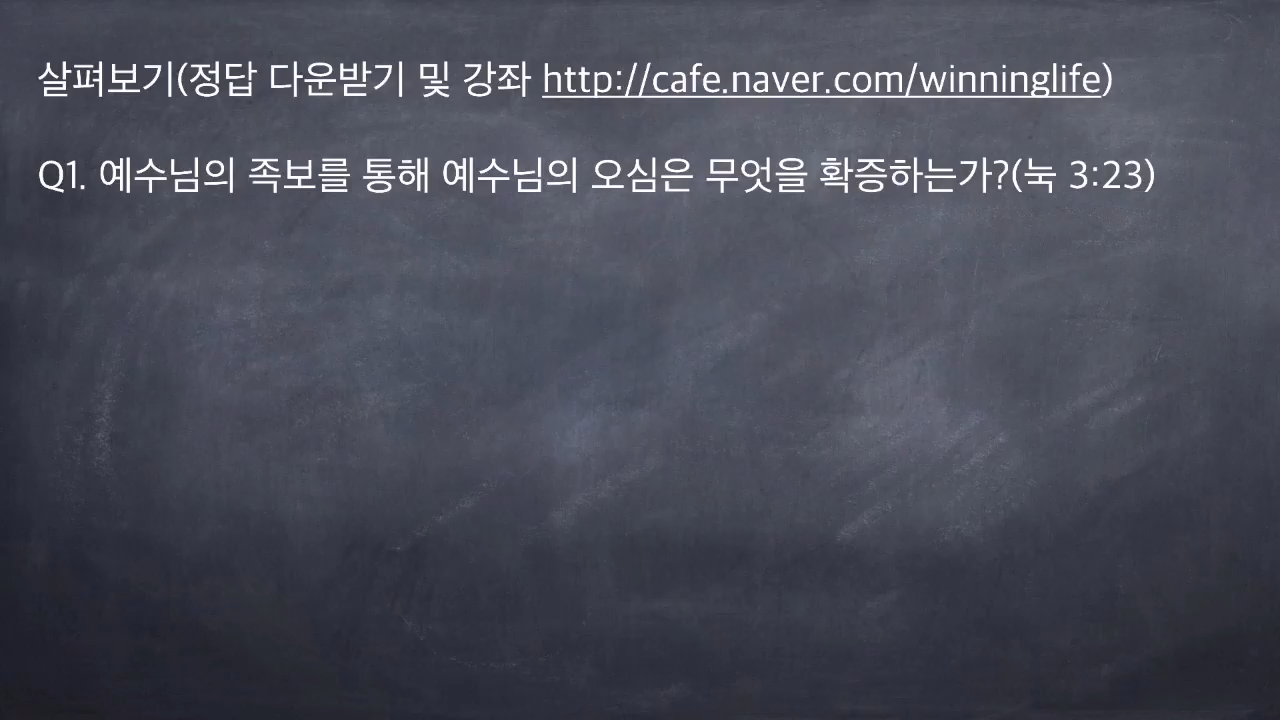 살펴보기(정답 다운받기 및 강좌 http://cafe.naver.com/winninglife)
Q1. 예수님의 족보를 통해 예수님의 오심은 무엇을 확증하는가?(눅 3:23)